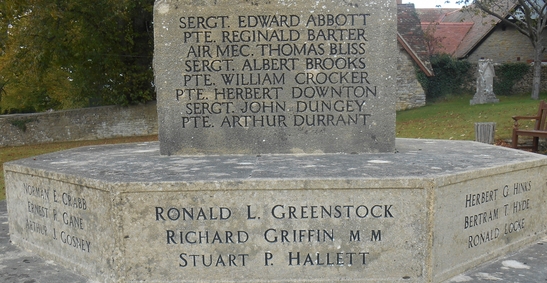 SERGT. EDWARD ABBOTT
PTE. REGINALD BARTER
AIR MEC. THOMAS BLISS
SERGT. ALBERT BROOKS
PTE. WILLIAM CROCKER
PTE. HERBERT DOWNTON
SERGT. JOHN. DUNGEY.
PTE. ARTHUR DURRANT.
NORMAN E. CRABB
ERNEST R. GANE
ARTHUR J. GOSNEY
RONALD L. GREENSTOCK
RICHARD GRIFFIN M M
STUART P. HALLETT
HERBERT G. HINKS
BERTRAM T. HYDE
RONALD LOCKE